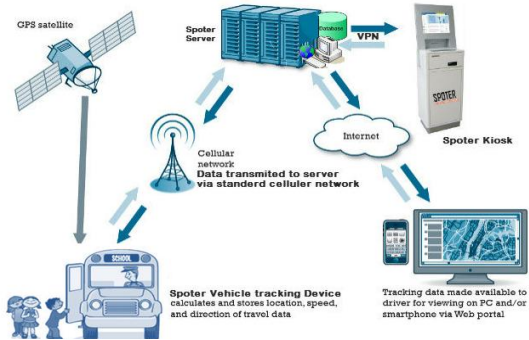 GPS satellite
Spoter
Server
Database
VPN
SPOTER
Spoter Kiosk
Internet
Cellular
network
Data transmited to server
via standerd celluler network
SCHOOL
Spoter Vehicle tracking Device
calculates and stores location, speed,
and direction of travel data
Tracking data made available to
driver for viewing on PC and/or
smartphone via Web portal